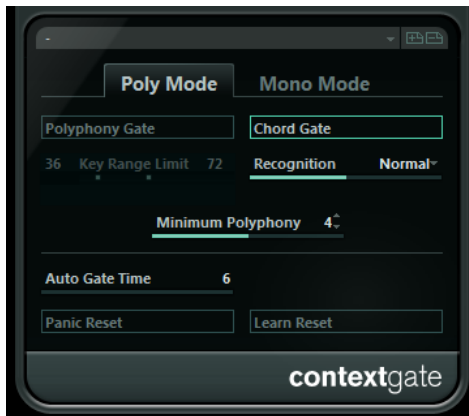 -
Poly Mode Mono Mode
Polyphony Gate Chord Gate
36 Key Range Limit 72 Recognition Normal
Minimum Polyphony 4
Auto Gate Time 6
Panic Reset Learn Reset
contextgate